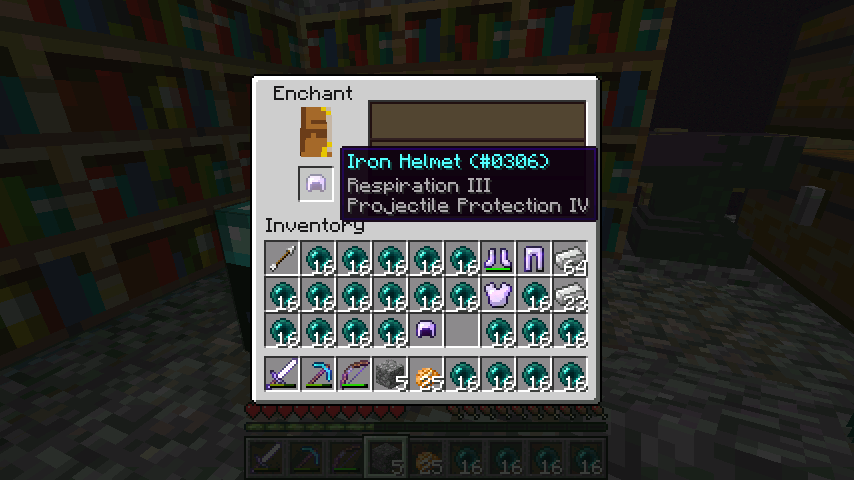 Enchant
Iron Helmet (#0306)
Respiration III
Projectile Protection IV
Inventory
16 16 16 16 16 64
16 16 16 16 16 16 16 23
16 16 16 16 16 16 16
5 25 16 16 16 16
5 25 16 16 16 16